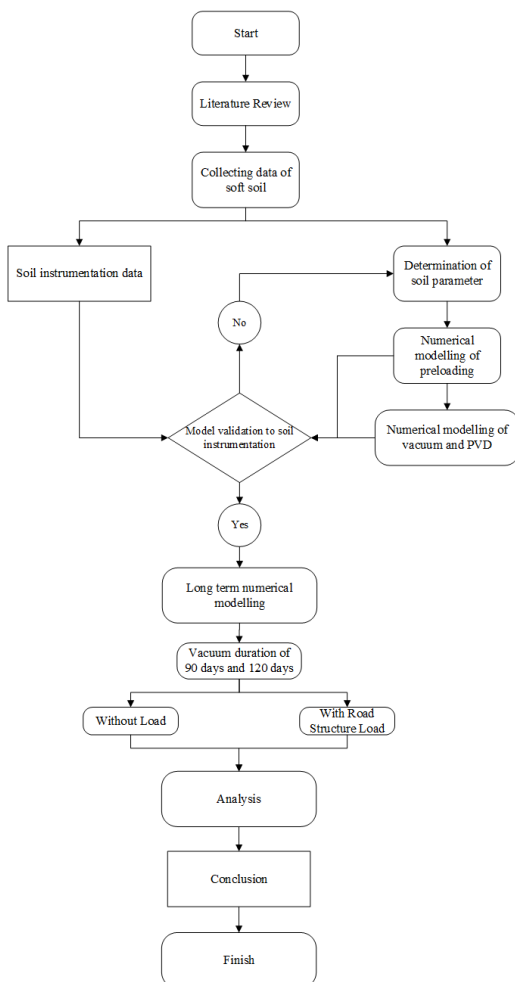 Start
Literature Review
Collecting data of
soft soil
Soil instrumentation data
Determination of
soil parameter
No
Numerical
modelling of
preloading
Model validation to soil
instrumentation
Numerical modelling of
vacuum and PVD
Yes
Long term numerical
modelling
Vacuum duration of
90 days and 120 days
Without Load
With Road
Structure Load
Analysis
Conclusion
Finish